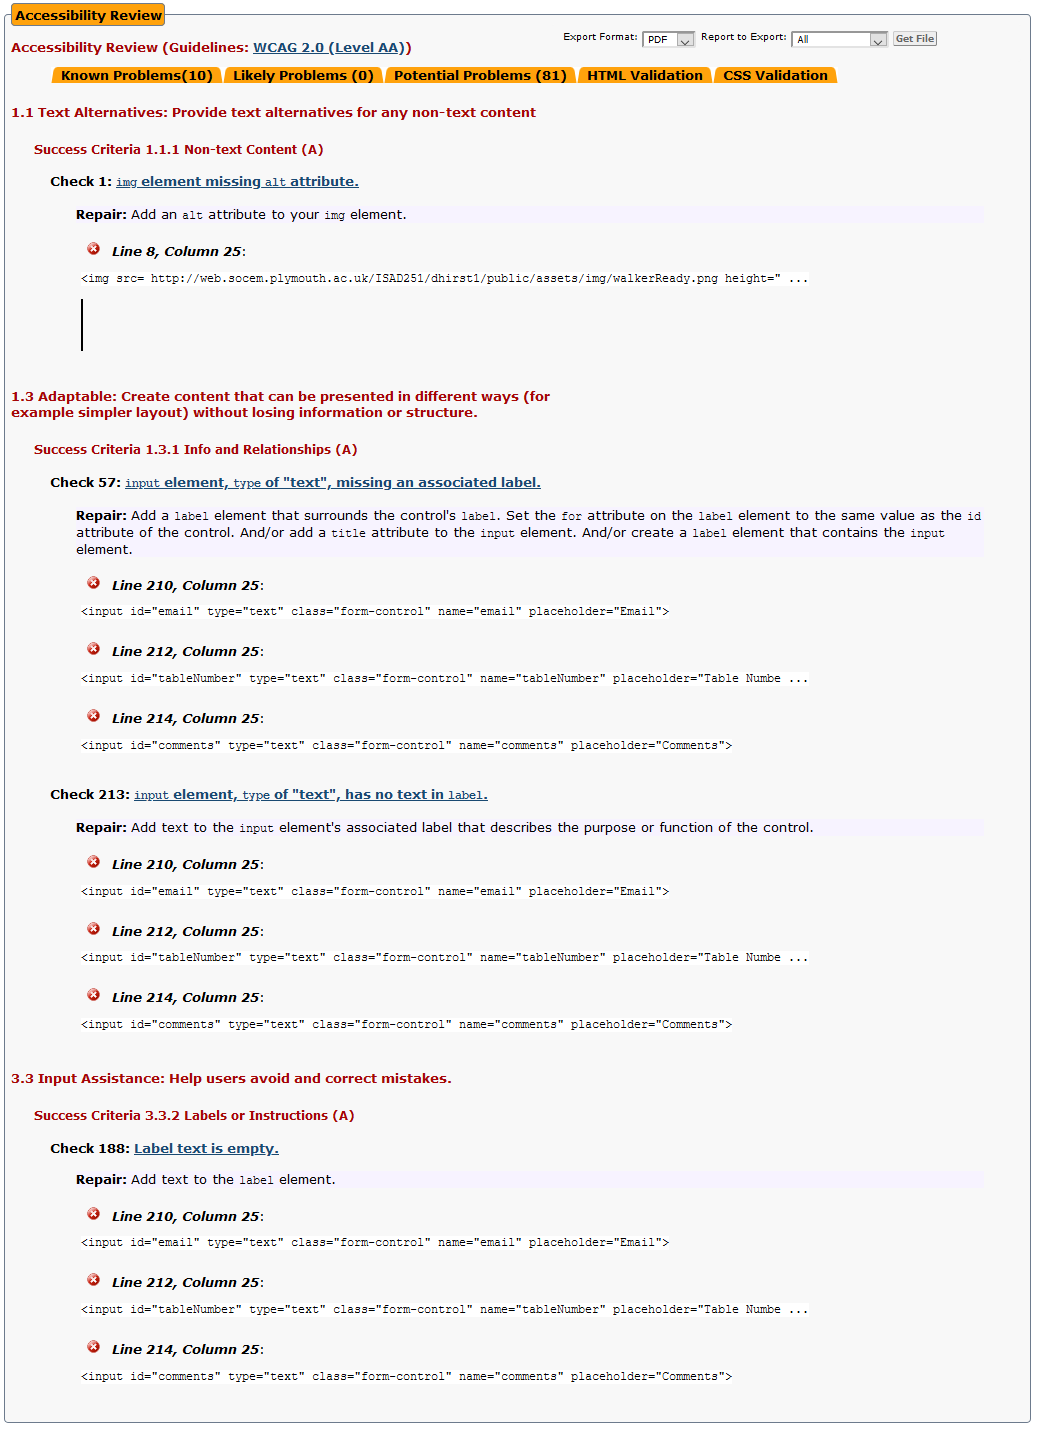 Accessibility Review
Accessibility Review (Guidelines: WCAG 2.0 (Level AA))
Export Format: PDF Report to Export: All Get File
Known Problems(10) Likely Problems (0) Potential Problems (81) HTML Validation CSS Validation
1.1 Text Alternatives: Provide text alternatives for any non-text content
Success Criteria 1.1.1 Non-text Content (A)
Check 1: img element missing alt attribute.
Repair: Add an alt attribute to your img element.
Line 8, Column 25:
<img src= http://web.socem.plymouth.ac.uk/ISAD251/dhirst1/public/assets/img/walkerReady.png height=" ...
1.3 Adaptable: Create content that can be presented in different ways (for
example simpler layout) without losing information or structure.
Success Criteria 1.3.1 Info and Relationships (A)
Check 57: input element, type of "text", missing an associated label.
Repair: Add a label element that surrounds the control's label. Set the for attribute on the label element to the same value as the id
attribute of the control. And/or add a title attribute to the input element. And/or create a label element that contains the input
element.
Line 210, Column 25:
<input id="email" type="text" class="form-control" name="email" placeholder="Email">
Line 212, Column 25:
<input id="tableNumber" type="text" class="form-control" name="tableNumber" placeholder="Table Numbe ...
Line 214, Column 25:
<input id="comments" type="text" class="form-control" name="comments" placeholder="Comments">
Check 213: input element, type of "text", has no text in label.
Repair: Add text to the input element's associated label that describes the purpose or function of the control.
Line 210, Column 25:
<input id="email" type="text" class="form-control" name="email" placeholder="Email">
Line 212, Column 25:
<input id="tableNumber" type="text" class="form-control" name="tableNumber" placeholder="Table Numbe ...
Line 214, Column 25:
<input id="comments" type="text" class="form-control" name="comments" placeholder="Comments">
3.3 Input Assistance: Help users avoid and correct mistakes.
Success Criteria 3.3.2 Labels or Instructions (A)
Check 188: Label text is empty.
Repair: Add text to the label element.
Line 210, Column 25:
<input id="email" type="text" class="form-control" name="email" placeholder="Email">
Line 212, Column 25:
<input id="tableNumber" type="text" class="form-control" name="tableNumber" placeholder="Table Numbe ...
Line 214, Column 25:
<input id="comments" type="text" class="form-control" name="comments" placeholder="Comments">